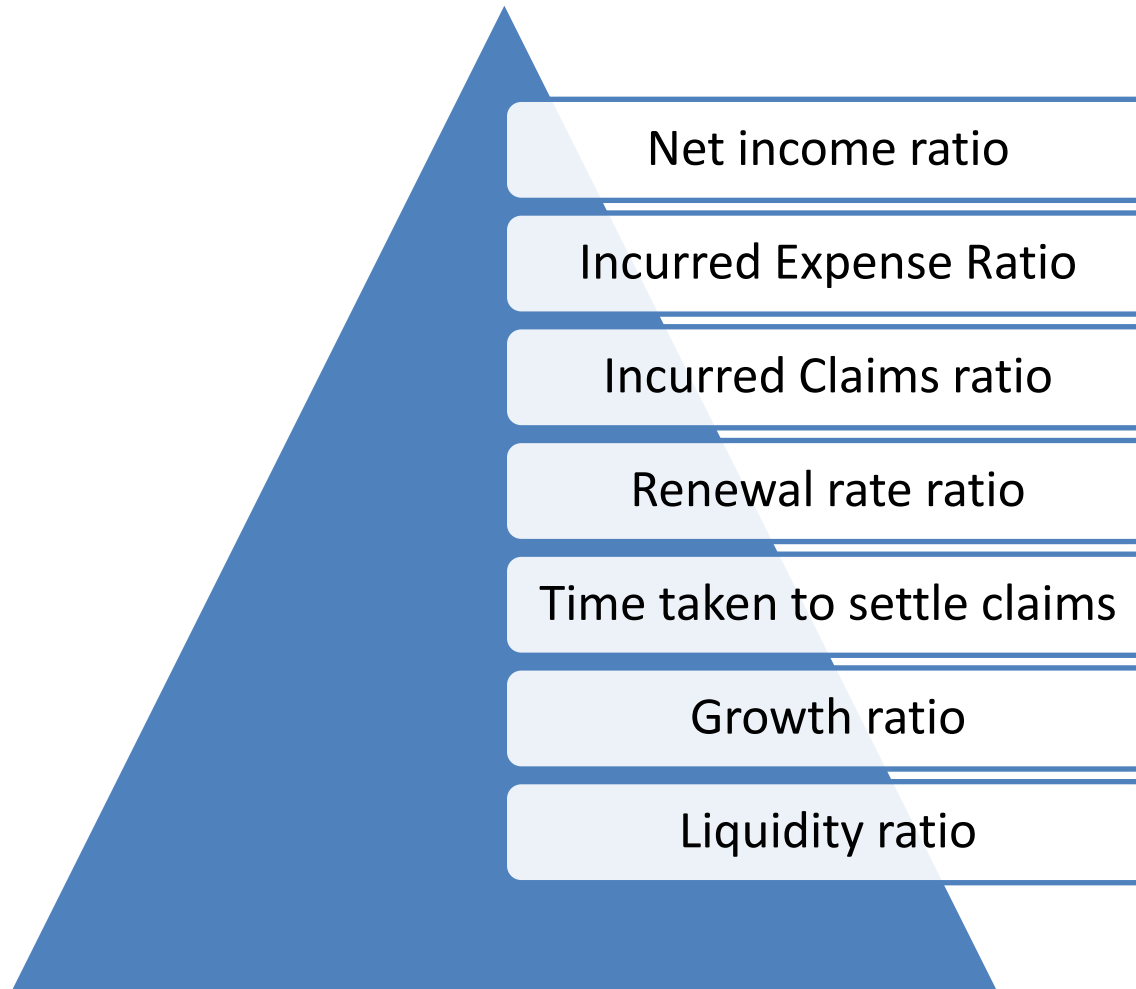 Net income ratio
Incurred Expense Ratio
Incurred Claims ratio
Renewal rate ratio
Time taken to settle claims
Growth ratio
Liquidity ratio